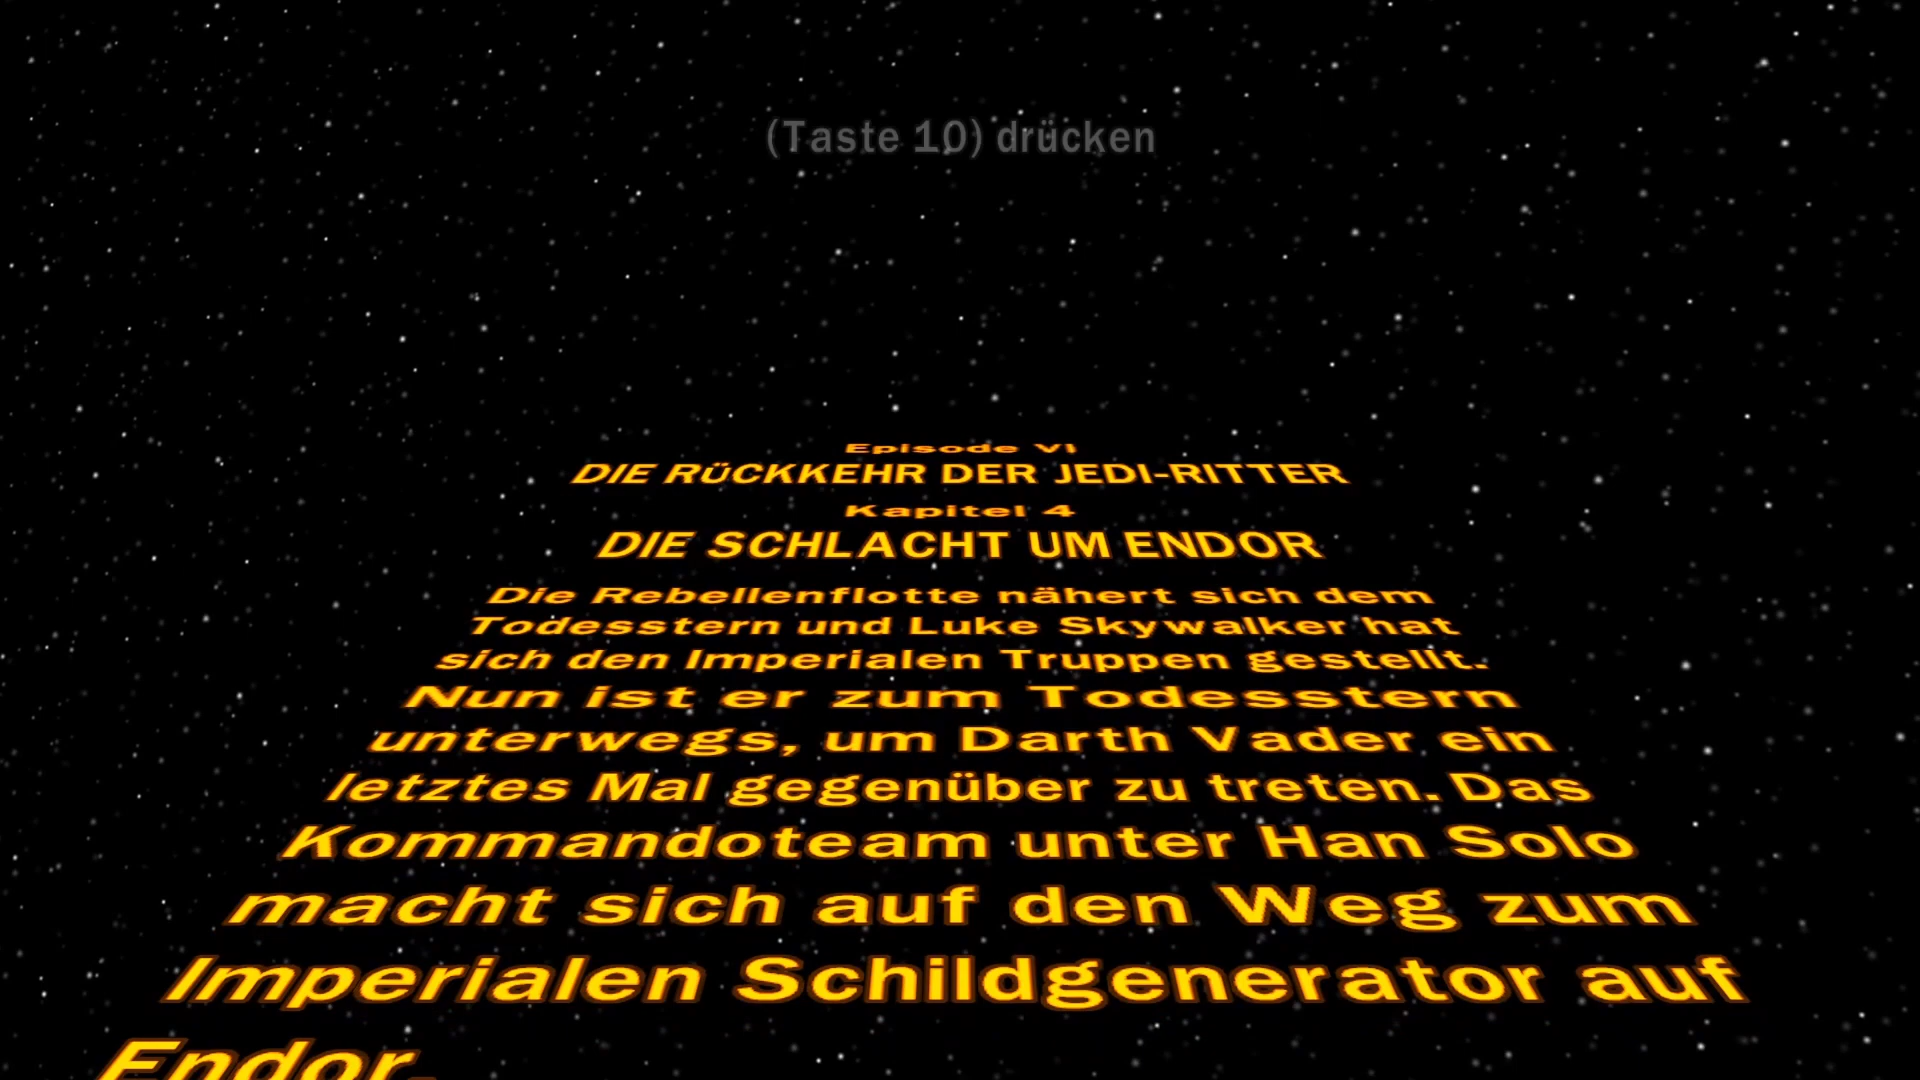 (Taste 10) drücken
Episode VI
DIE RüCKKEHR DER JEDI-RITTER
Kapitel 4
DIE SCHLACHT UM ENDOR
Die Rebellenflotte nähert sich dem
Todesstern und Luke Skywalker hat
sich den Imperialen Truppen gestellt.
Nun ist er zum Todesstern
unterwegs, um Darth Vader ein
letztes Mal gegenüber zu treten. Das
Kommandoteam unter Han Solo
macht sich auf den Weg zum
Imperialen Schildgenerator auf
Endor.